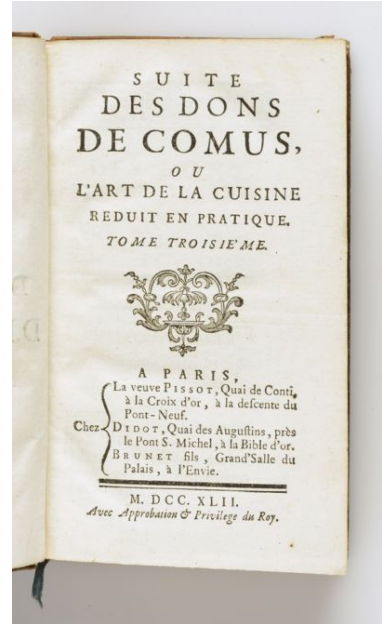 SUITE
DES DONS
DE COMUS,
OU
L'ART DE LA CUISINE
REDUIT EN PRATIQUE.
TOME TROISIE'ME.
A PARIS,
Chez
La veuve PISSOT, Quai de Conti,
à la Croix d'or, à la deſcente du
Pont-Neuf.
DIDOT, Quai des Auguſtins, près
le Pont S. Michel, à la Bible d'or.
BRUNET fils, Grand'Salle du
Palais, à l'Envie.
M. DCC. XLII.
Avec Approbation & Privilege du Roy.